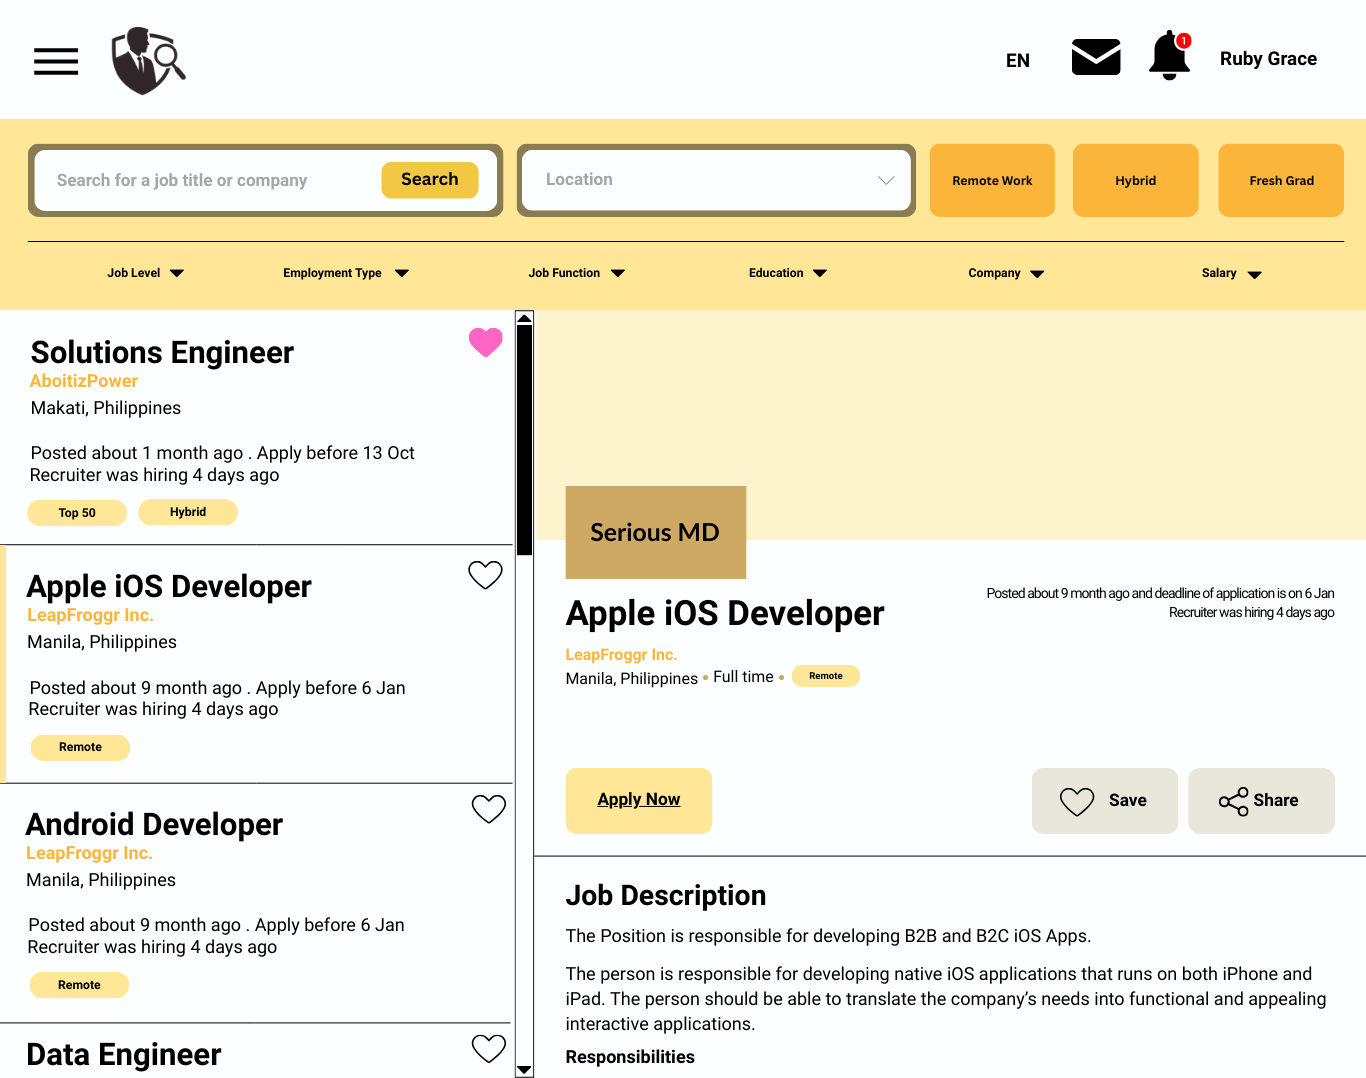 EN
1
Ruby Grace
Search for a job title or company
Search
Location
Remote Work
Hybrid
Fresh Grad
Job Level
Employment Type
Job Function
Education
Company
Salary
Solutions Engineer
AboitizPower
Makati, Philippines
Posted about 1 month ago . Apply before 13 Oct
Recruiter was hiring 4 days ago
Top 50
Hybrid
Apple iOS Developer
LeapFroggr Inc.
Manila, Philippines
Posted about 9 month ago . Apply before 6 Jan
Recruiter was hiring 4 days ago
Remote
Android Developer
LeapFroggr Inc.
Manila, Philippines
Posted about 9 month ago . Apply before 6 Jan
Recruiter was hiring 4 days ago
Remote
Data Engineer
Serious MD
Apple iOS Developer
Posted about 9 month ago and deadline of application is on 6 Jan
Recruiter was hiring 4 days ago
LeapFroggr Inc.
Manila, Philippines • Full time • Remote
Apply Now
Save
Share
Job Description
The Position is responsible for developing B2B and B2C iOS Apps.
The person is responsible for developing native iOS applications that runs on both iPhone and
iPad. The person should be able to translate the company’s needs into functional and appealing
interactive applications.
Responsibilities